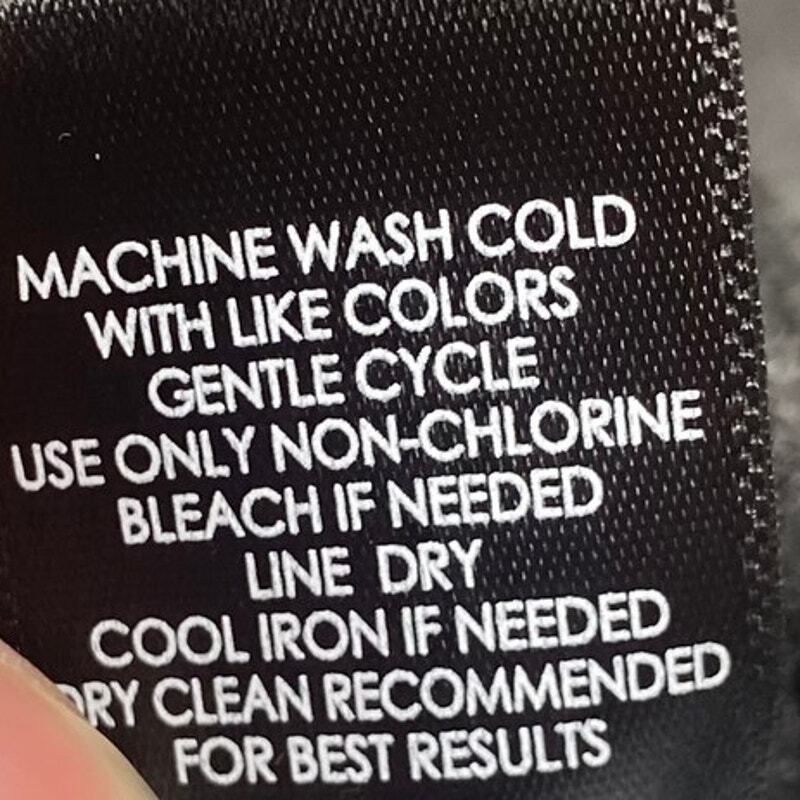 MACHINE WASH COLD
WITH LIKE COLORS
GENTLE CYCLE
USE ONLY NON-CHLORINE
BLEACH IF NEEDED
LINE DRY
COOL IRON IF NEEDED
DRY CLEAN RECOMMENDED
FOR BEST RESULTS